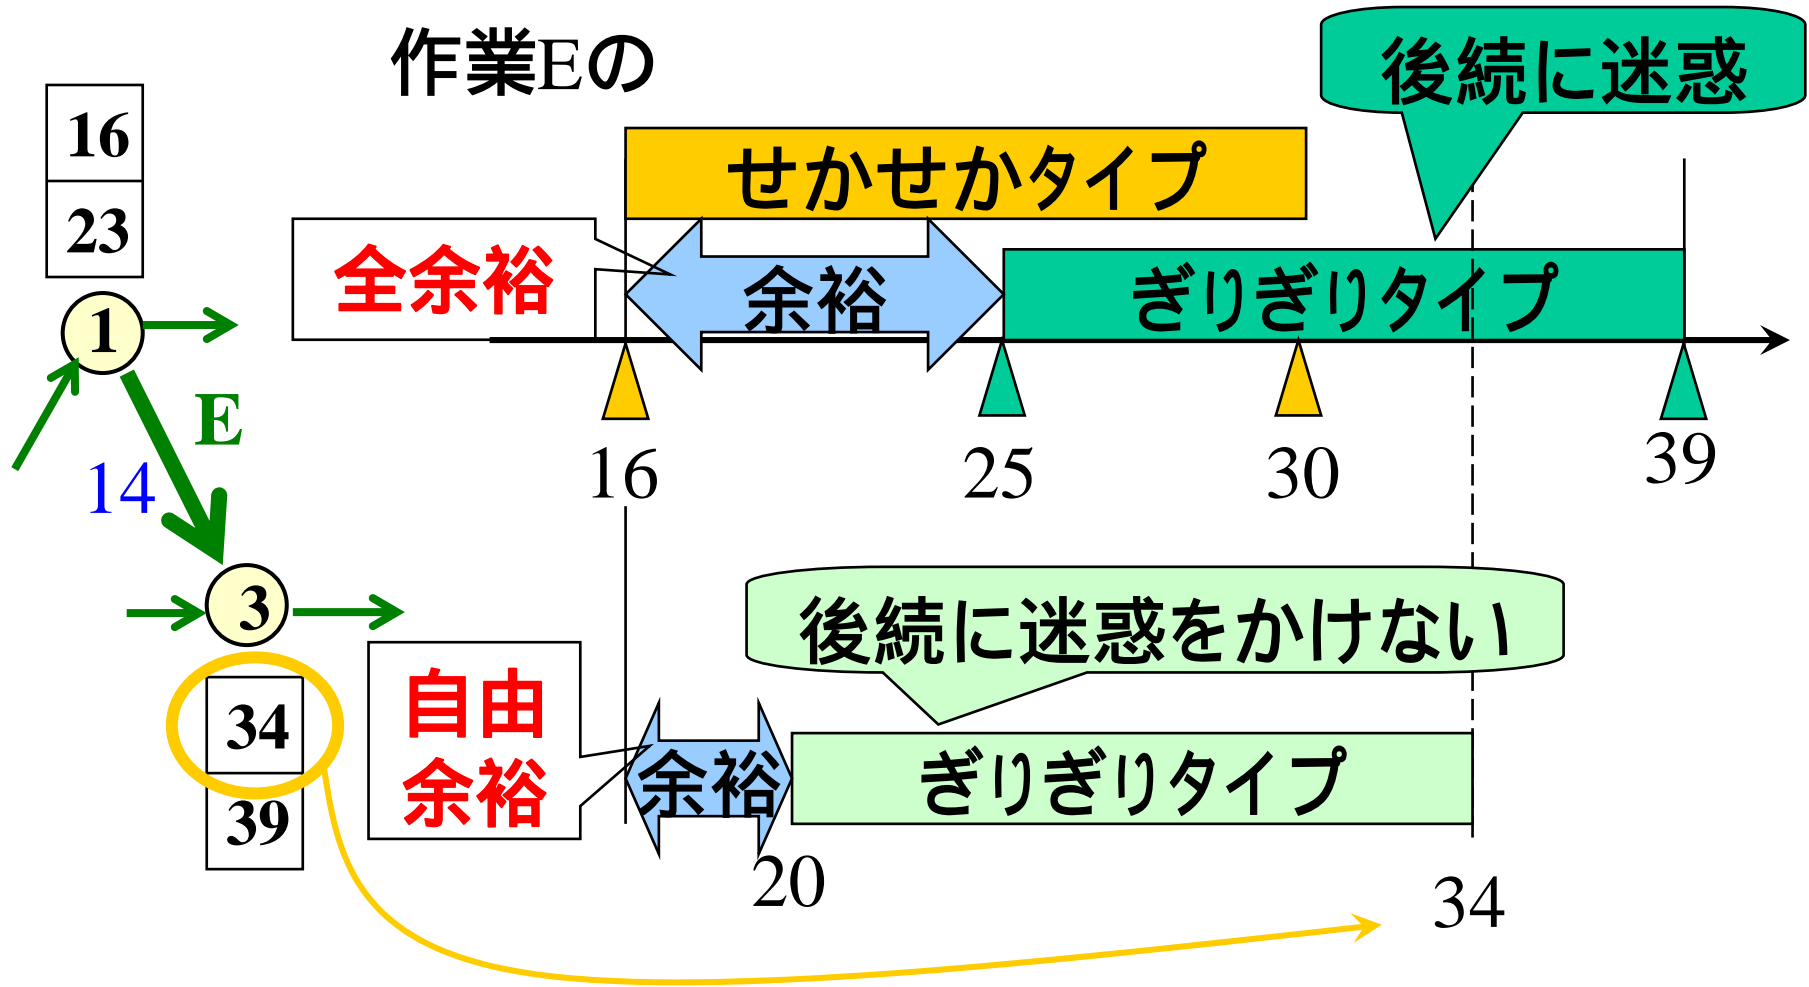 作業Eの
後続に迷惑
16
23
せかせかタイプ
全余裕
余裕
ぎりぎりタイプ
1
E
14
16
25
30
39
3
後続に迷惑をかけない
34
39
自由
余裕
余裕
ぎりぎりタイプ
20
34